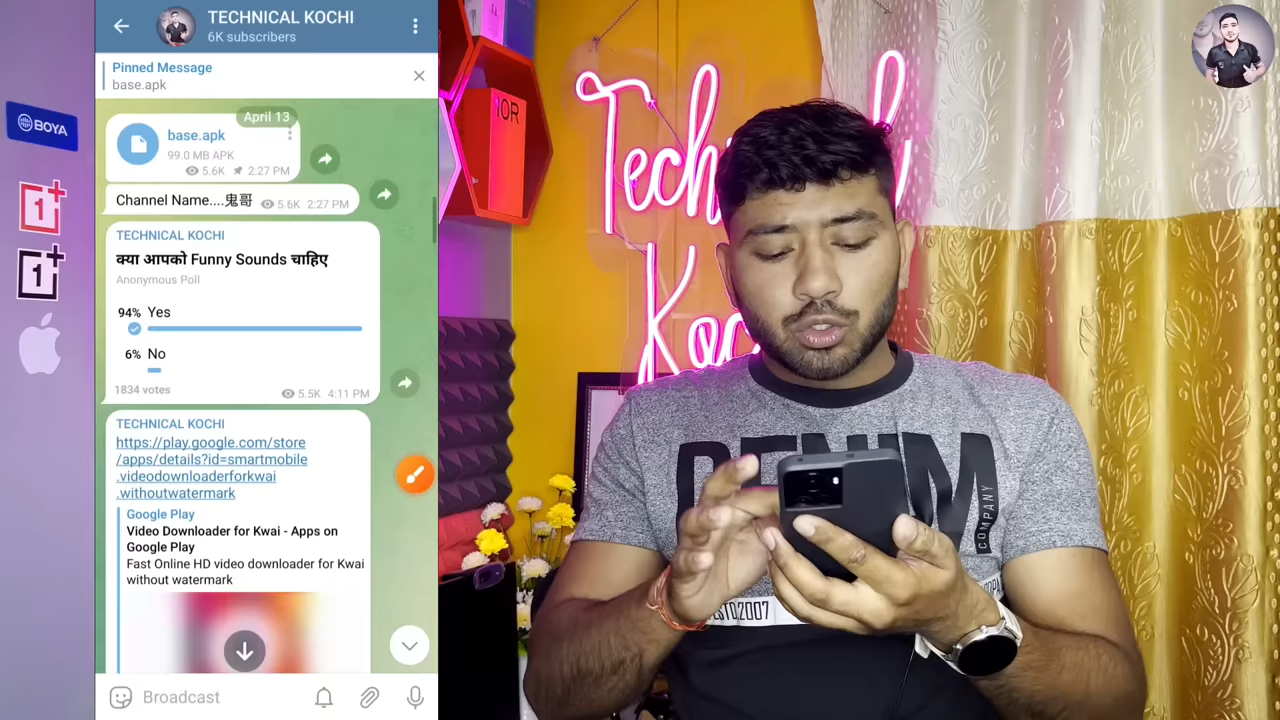 TECHNICAL KOCHI
6K subscribers
Pinned Message
base.apk
April 13
base.apk
99.0 MB APK
5.6K 2:27 PM
Channel Name....鬼哥
5.6K 2:27 PM
TECHNICAL KOCHI
क्या आपको Funny Sounds चाहिए
Anonymous Poll
94% Yes
6% No
1834 votes
5.5K 4:11 PM
TECHNICAL KOCHI
https://play.google.com/store
/apps/details?id=smartmobile
.videodownloaderforkwai
.withoutwatermark
Google Play
Video Downloader for Kwai - Apps on
Google Play
Fast Online HD video downloader for Kwai
without watermark
Broadcast
BOYA
1+
1+
DENIM
COMPANY